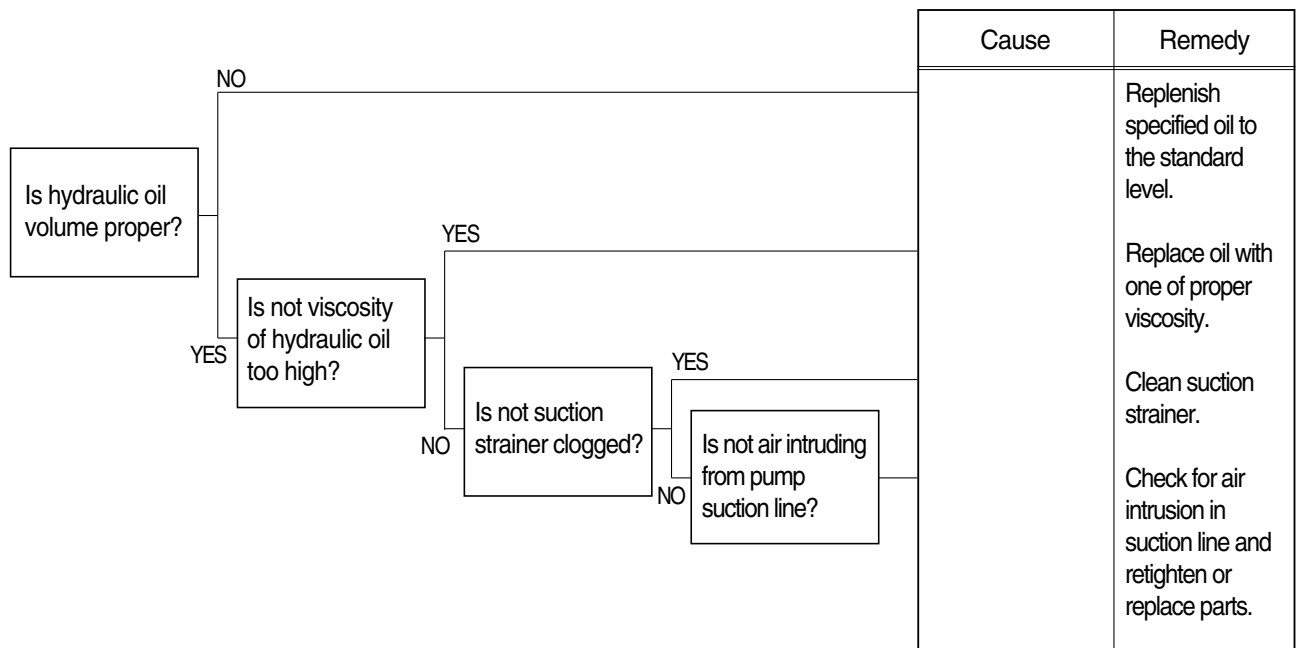 Cause
Remedy
NO
Replenish
specified oil to
the standard
level.
Is hydraulic oil
volume proper?
YES
Replace oil with
one of proper
viscosity.
Is not viscosity
of hydraulic oil
too high?
YES
YES
Clean suction
strainer.
Is not suction
strainer clogged?
NO
Is not air intruding
from pump
suction line?
NO
Check for air
intrusion in
suction line and
retighten or
replace parts.